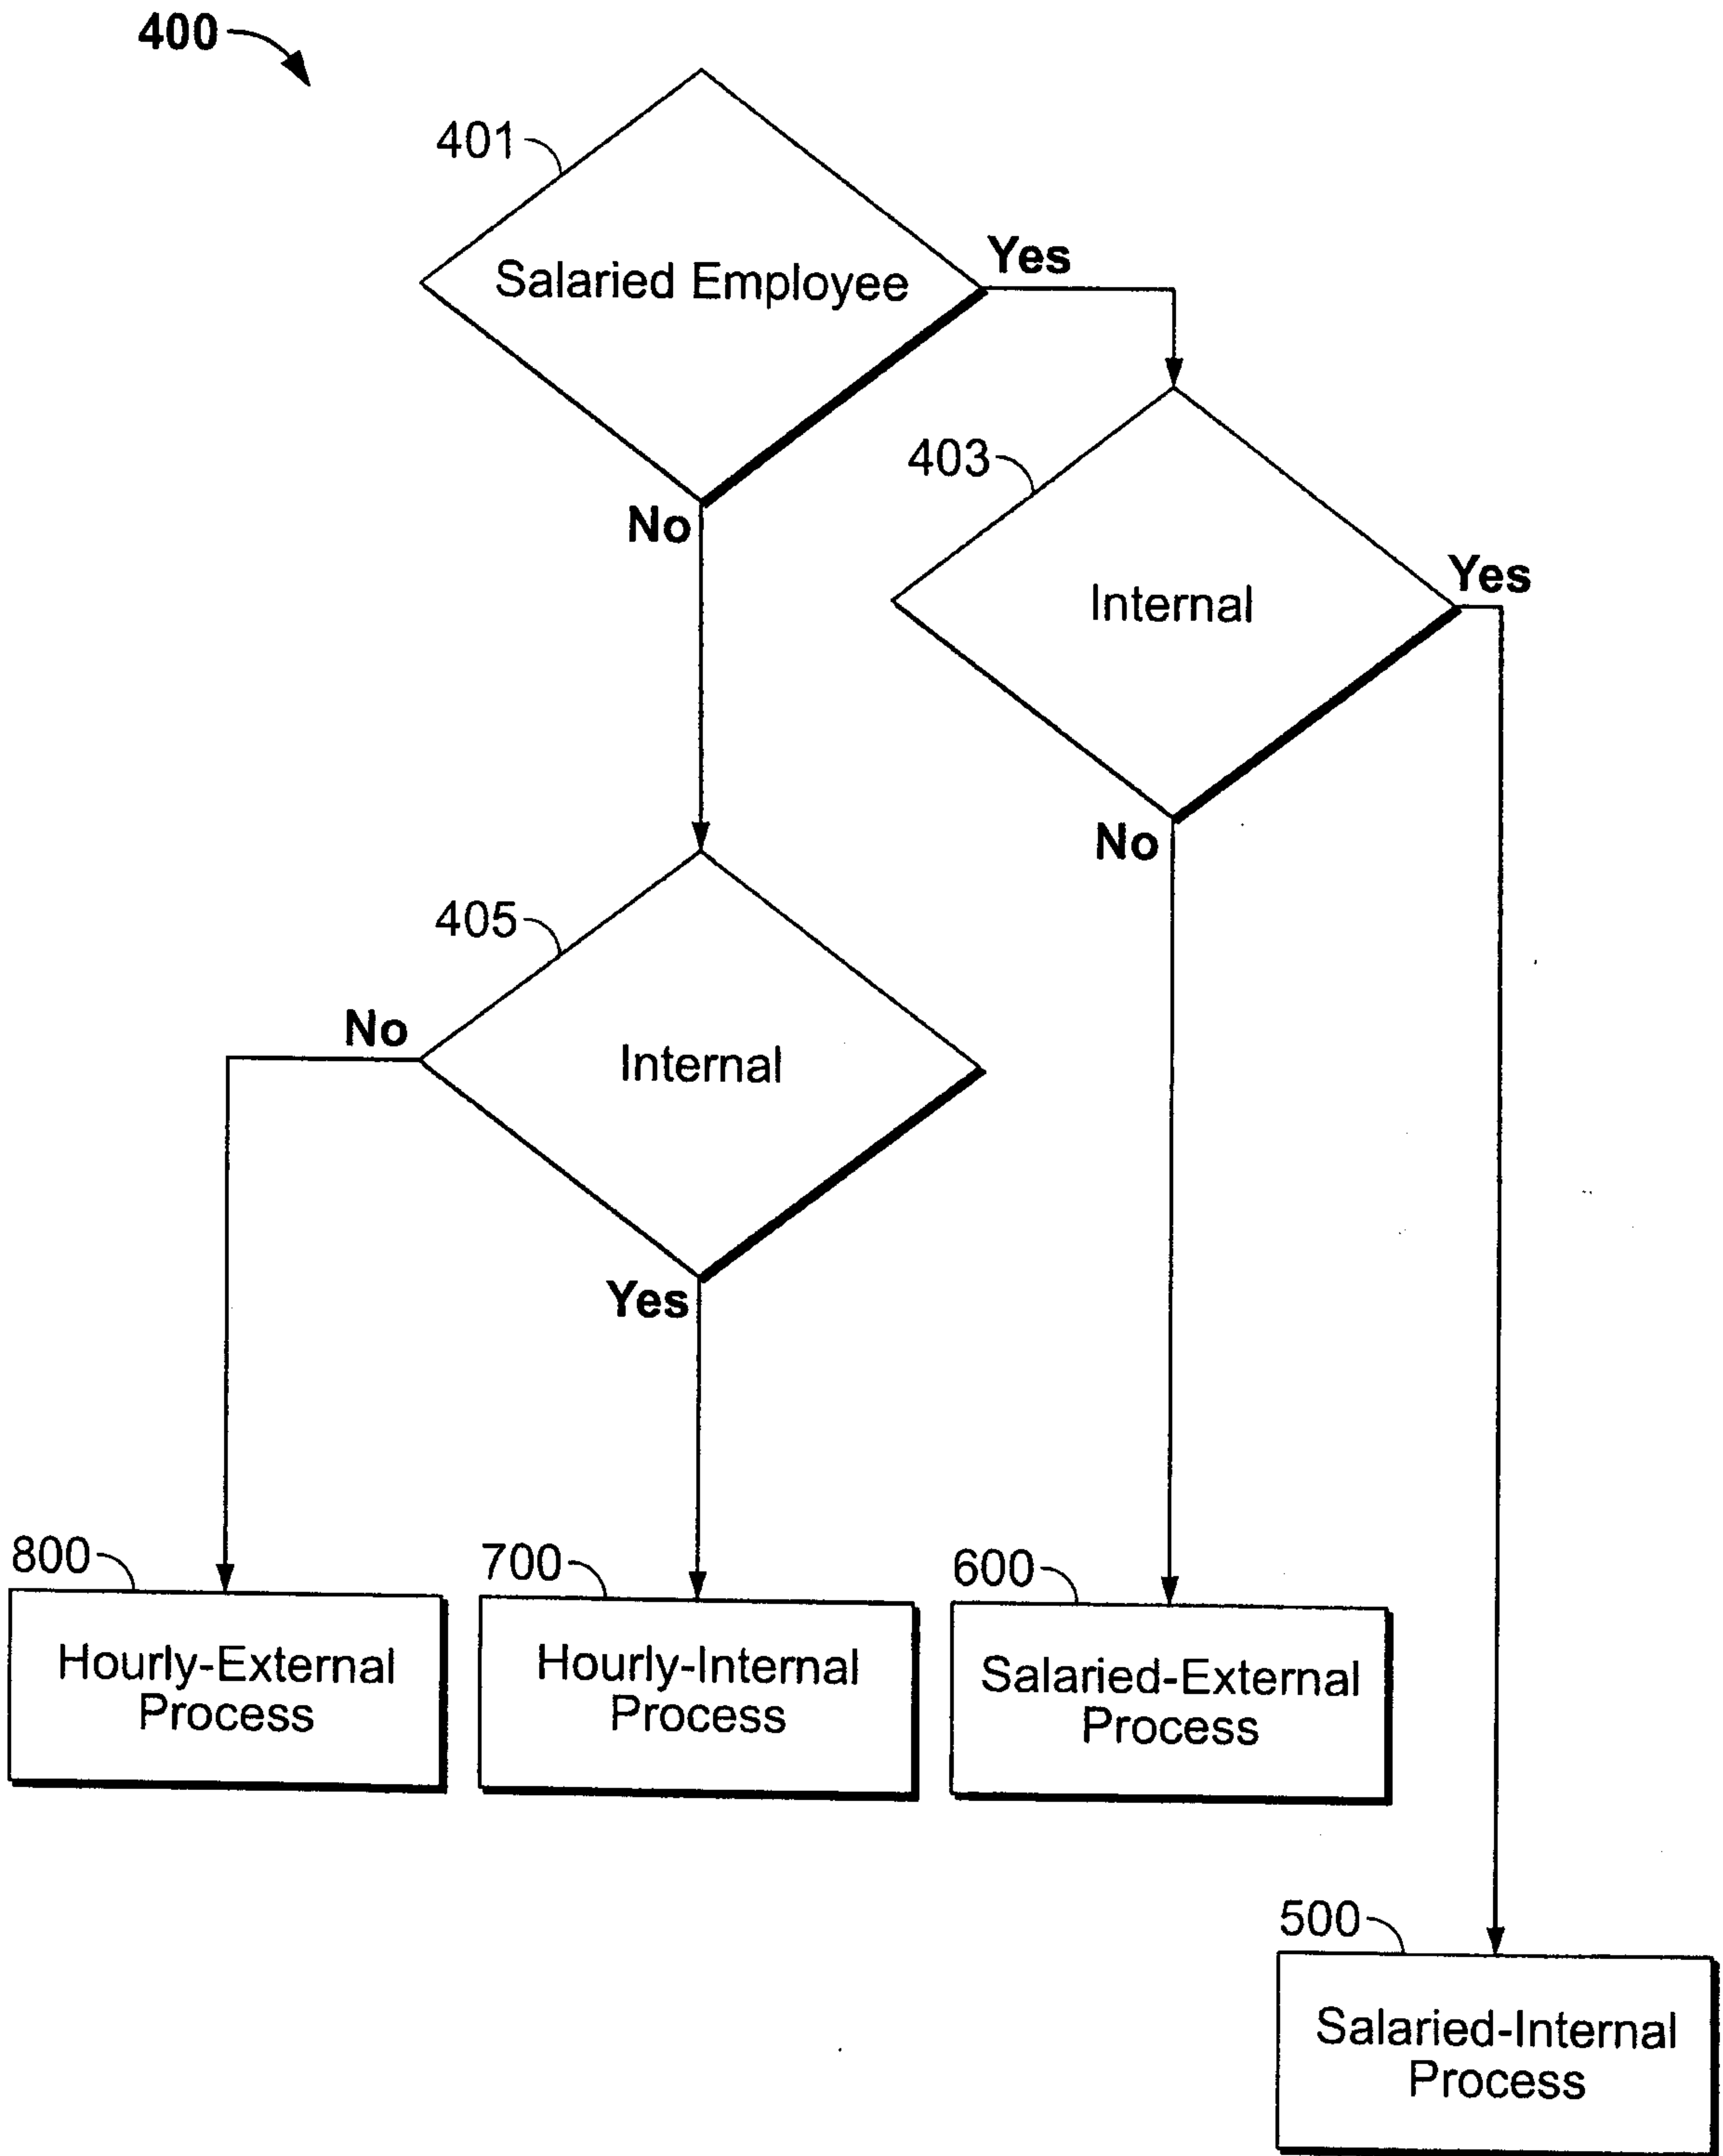 400
401
Salaried Employee
Yes
No
403
Internal
Yes
No
405
Internal
No
Yes
800
Hourly-External
Process
700
Hourly-Internal
Process
600
Salaried-External
Process
500
Salaried-Internal
Process